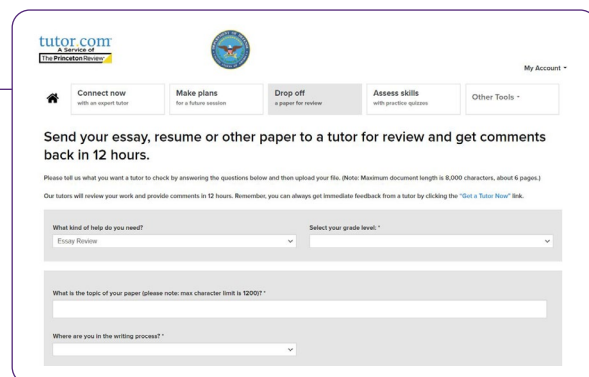 tutor.com
A Service of
The Princeton Review
My Account
Connect now
with an expert tutor
Make plans
for a future session
Drop off
a paper for review
Assess skills
with practice quizzes
Other Tools
Send your essay, resume or other paper to a tutor for review and get comments
back in 12 hours.
Please tell us what you want a tutor to check by answering the questions below and then upload your file. (Note: Maximum document length is 8,000 characters, about 6 pages.)
Our tutors will review your work and provide comments in 12 hours. Remember, you can always get immediate feedback from a tutor by clicking the "Get a Tutor Now" link.
What kind of help do you need?
Select your grade level: *
Essay Review
What is the topic of your paper (please note: max character limit is 1200)? *
Where are you in the writing process? *